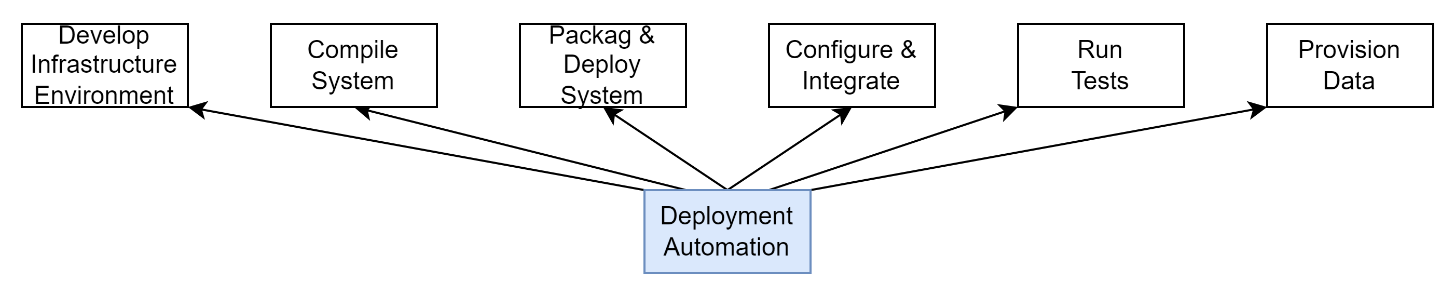 Develop
Infrastructure
Environment
Compile
System
Packag &
Deploy
System
Configure &
Integrate
Run
Tests
Provision
Data
Deployment
Automation